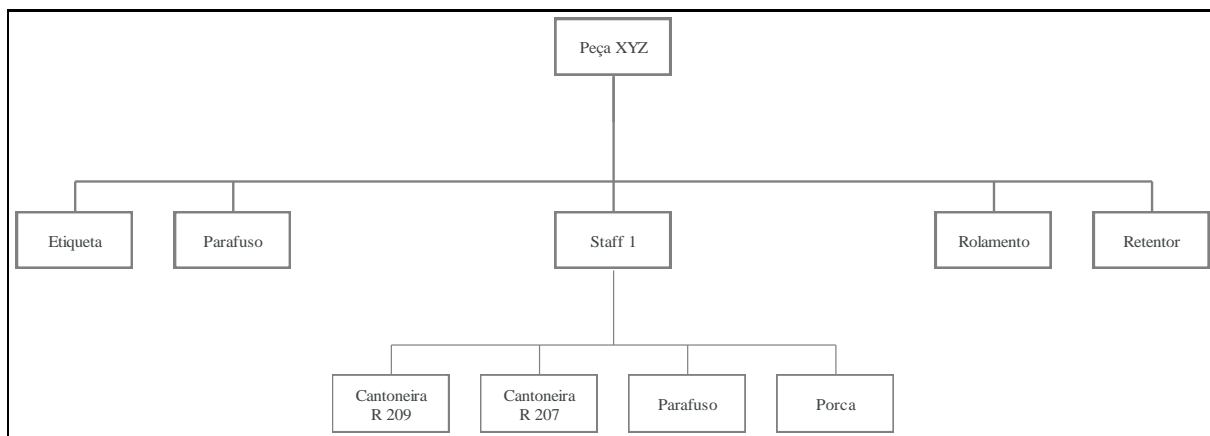 Peça XYZ
Etiqueta
Parafuso
Staff 1
Rolamento
Retentor
Cantoneira
R 209
Cantoneira
R 207
Parafuso
Porca